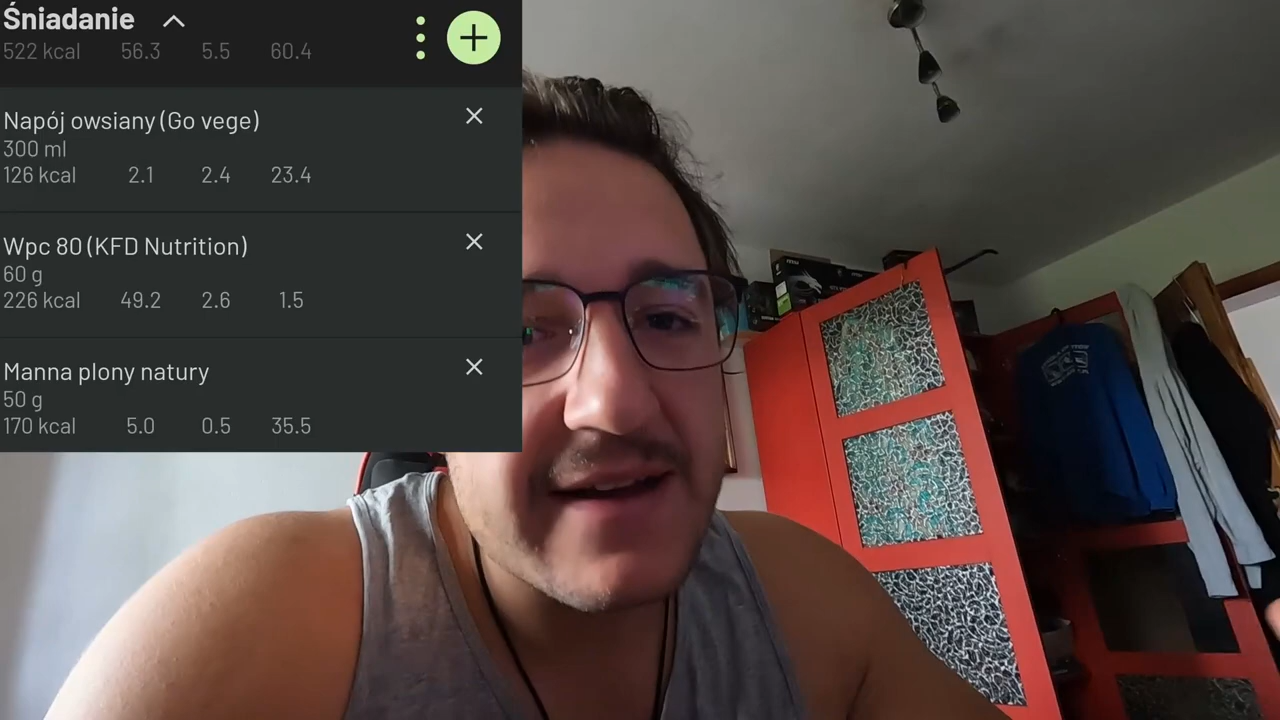 Śniadanie
522 kcal 56.3 5.5 60.4
Napój owsiany (Go vege)
300 ml
126 kcal 2.1 2.4 23.4
Wpc 80 (KFD Nutrition)
60 g
226 kcal 49.2 2.6 1.5
Manna plony natury
50 g
170 kcal 5.0 0.5 35.5